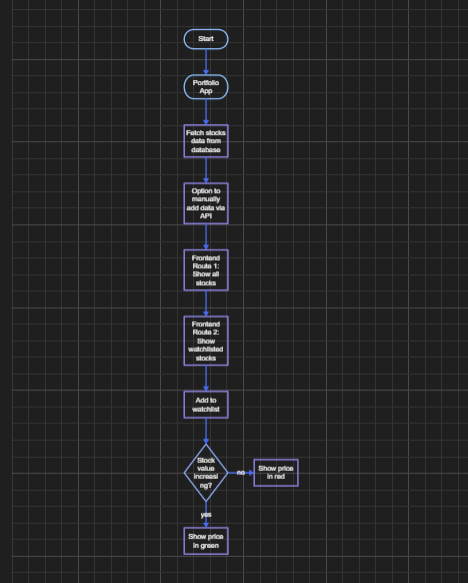 Start
Portfolio
App
Fetch stocks
data from
database
Option to
manually
add data via
API
Frontend
Route 1:
Show all
stocks
Frontend
Route 2:
Show
watchlisted
stocks
Add to
watchlist
Stock
value
increasi
ng?
no
Show price
in red
yes
Show price
in green